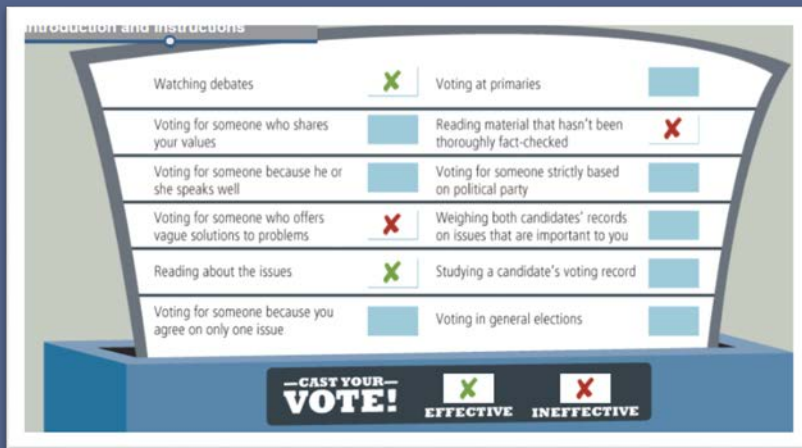 Introduction and Instructions
Watching debates
Voting at primaries
Voting for someone who shares
your values
Reading material that hasn't been
thoroughly fact-checked
Voting for someone because he or
she speaks well
Voting for someone strictly based
on political party
Voting for someone who offers
vague solutions to problems
Weighing both candidates' records
on issues that are important to you
Reading about the issues
Studying a candidate's voting record
Voting for someone because you
agree on only one issue
Voting in general elections
—CAST YOUR—
VOTE!
EFFECTIVE
INEFFECTIVE